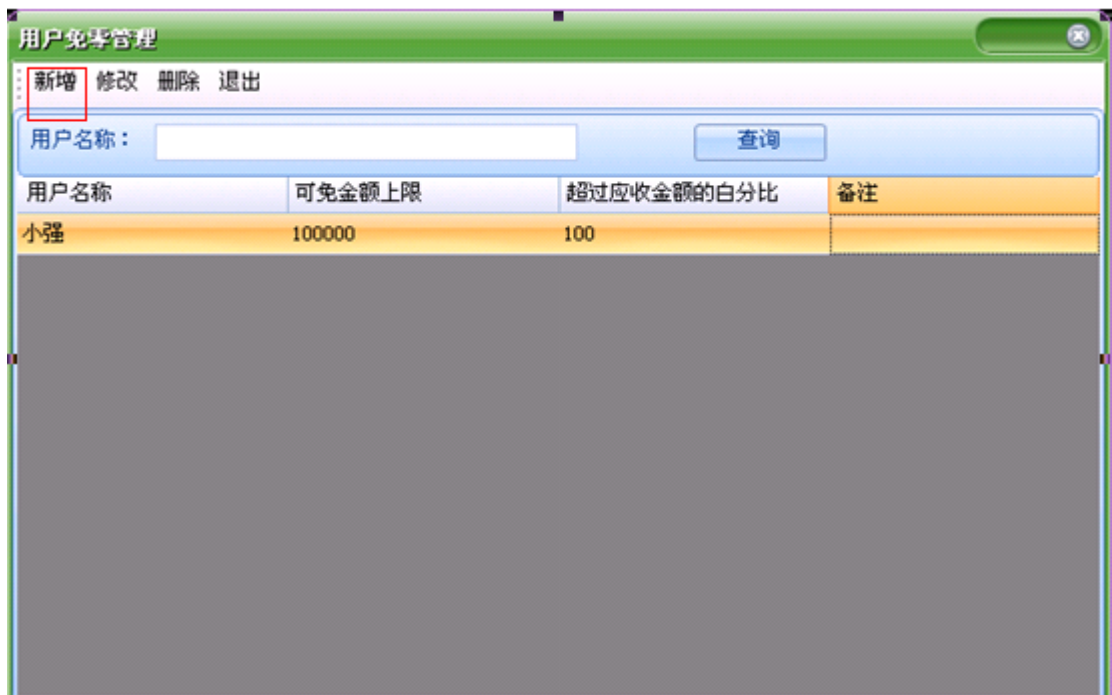 用户免零管理
新增 修改 删除 退出
用户名称： 查询
用户名称 可免金额上限 超过应收金额的白分比 备注
小强 100000 100